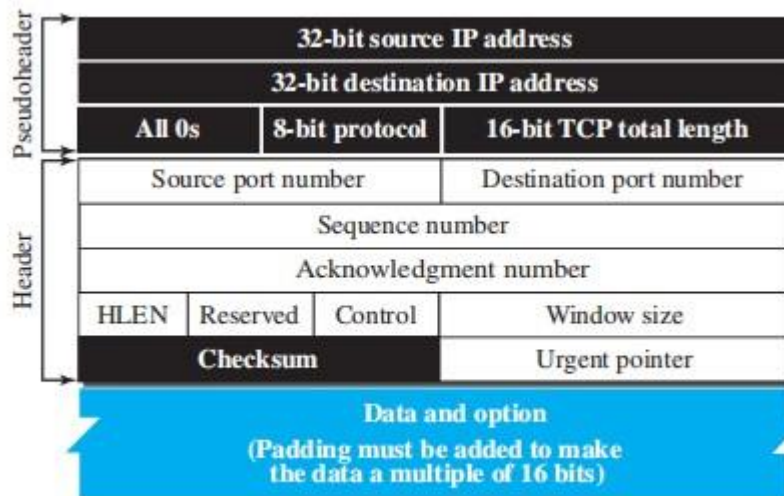 Pseudoheader
32-bit source IP address
32-bit destination IP address
All 0s 8-bit protocol 16-bit TCP total length
Header
Source port number Destination port number
Sequence number
Acknowledgment number
HLEN Reserved Control Window size
Checksum Urgent pointer
Data and option
(Padding must be added to make
the data a multiple of 16 bits)